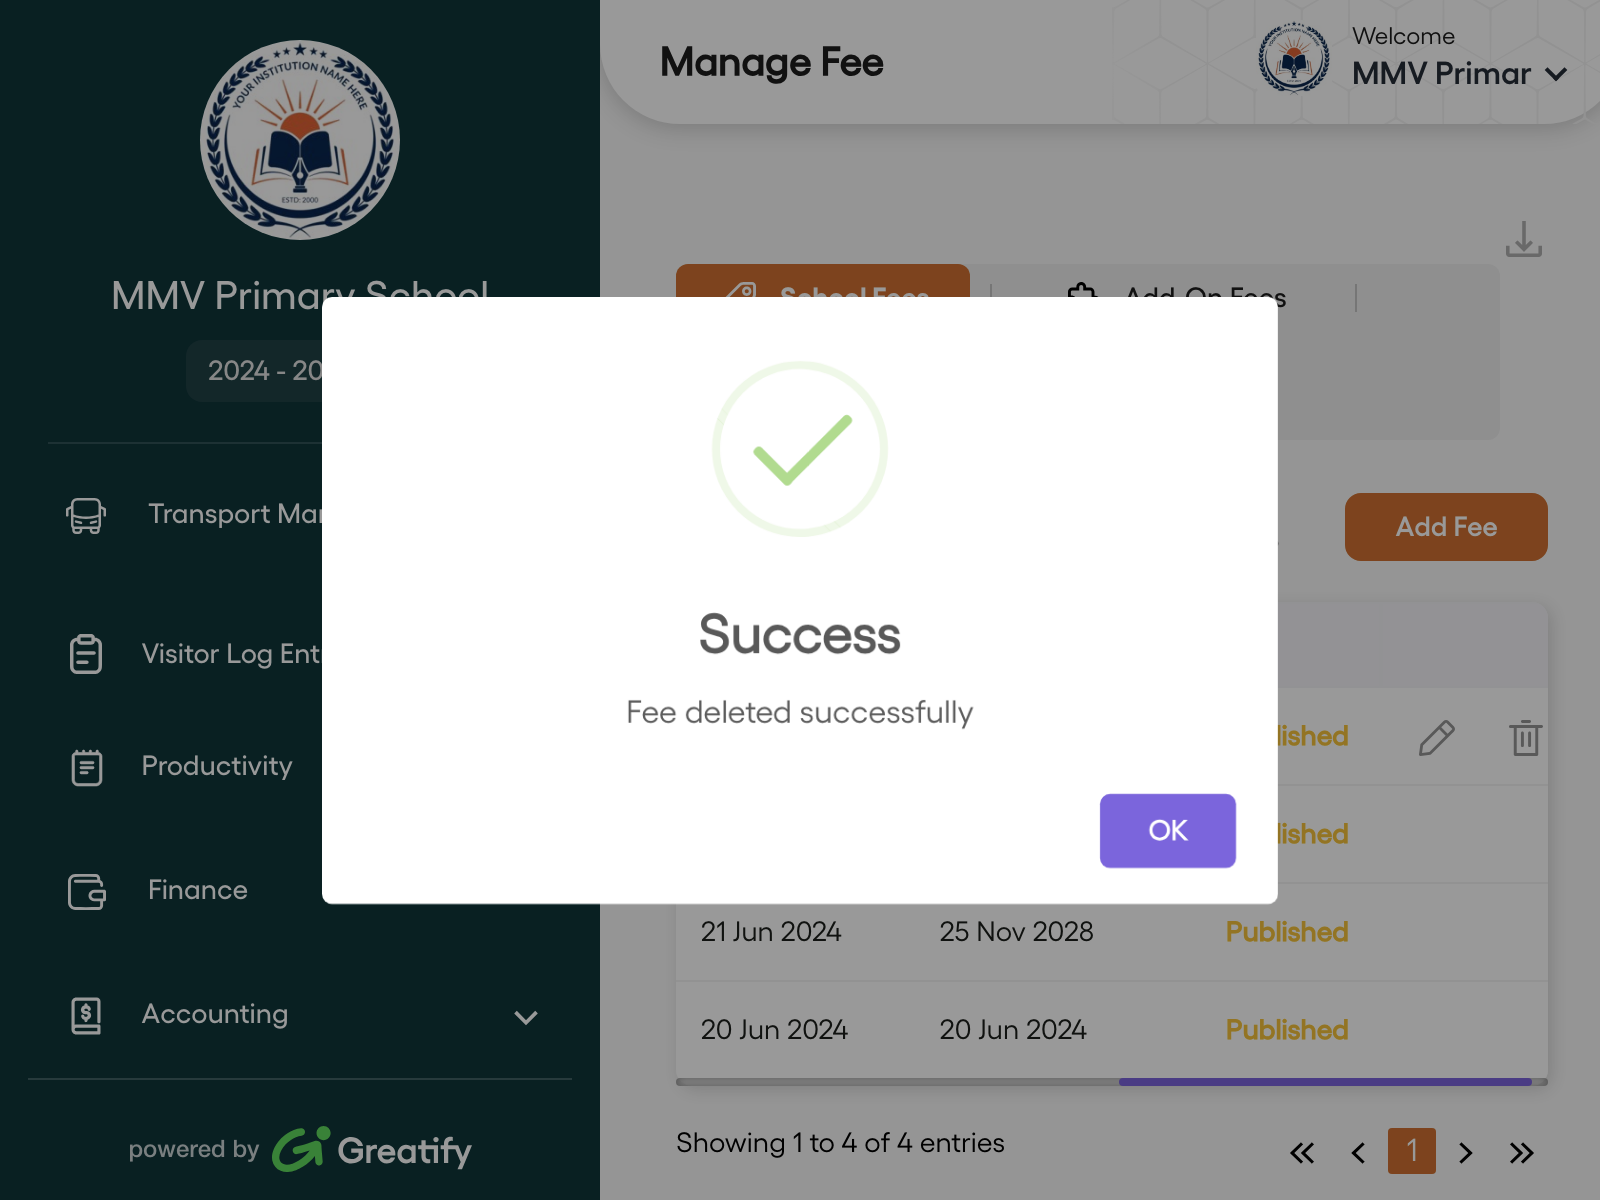 YOUR INSTITUTION NAME HERE
ESTD: 2000
MMV Primary School
2024 - 20
Transport Mar
Visitor Log Ent
Productivity
Finance
Accounting
powered by Greatify
Manage Fee
Welcome
MMV Primar
School Fees
Add-On Fees
Add Fee
Success
Fee deleted successfully
OK
lished
lished
21 Jun 2024 25 Nov 2028 Published
20 Jun 2024 20 Jun 2024 Published
Showing 1 to 4 of 4 entries
1